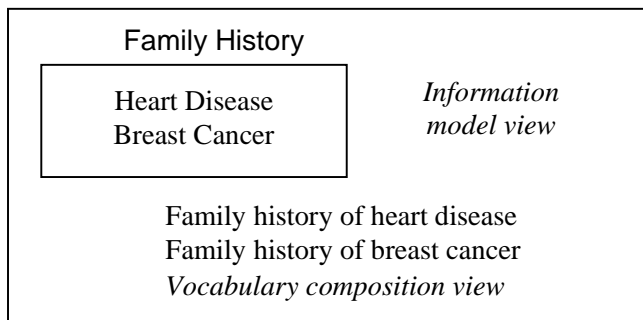 Family History
Heart Disease
Breast Cancer
Information
model view
Family history of heart disease
Family history of breast cancer
Vocabulary composition view